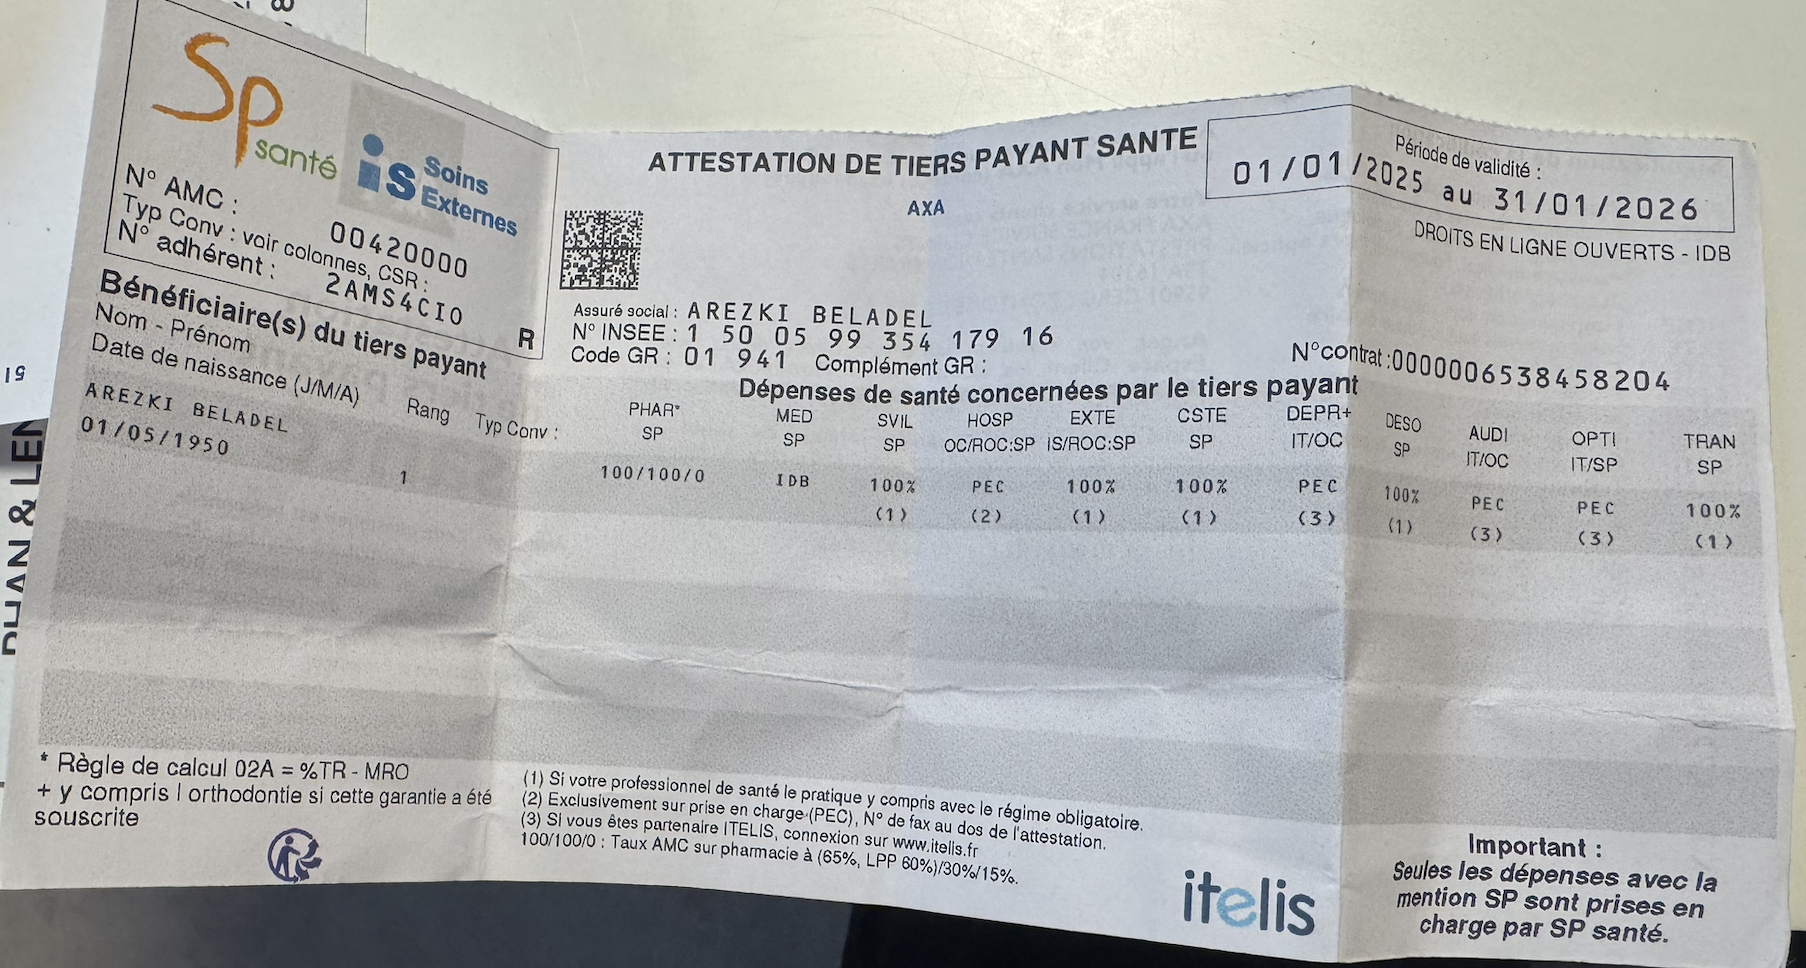 Sp santé
is Soins Externes
N° AMC : 00420000
Typ Conv : voir colonnes, CSR :
N° adhérent : 2AMS4CIO
R
ATTESTATION DE TIERS PAYANT SANTE
AXA
Période de validité :
01/01/2025 au 31/01/2026
DROITS EN LIGNE OUVERTS - IDB
Assuré social : AREZKI BELADEL
N° INSEE : 1 50 05 99 354 179 16
Code GR : 01 941 Complément GR :
N°contrat :0000006538458204
Bénéficiaire(s) du tiers payant
Nom - Prénom
Date de naissance (J/M/A) Rang Typ Conv :
Dépenses de santé concernées par le tiers payant
PHAR* MED SVIL HOSP EXTE CSTE DEPR+ DESO AUDI OPTI TRAN
SP SP SP OC/ROC:SP IS/ROC:SP SP IT/OC SP IT/OC IT/SP SP
AREZKI BELADEL
01/05/1950
1 100/100/0 IDB 100% PEC 100% 100% PEC 100% PEC PEC 100%
(1) (2) (1) (1) (3) (1) (3) (3) (1)
* Règle de calcul 02A = %TR - MRO
+ y compris l orthodontie si cette garantie a été
souscrite
(1) Si votre professionnel de santé le pratique y compris avec le régime obligatoire.
(2) Exclusivement sur prise en charge (PEC), N° de fax au dos de l'attestation.
(3) Si vous êtes partenaire ITELIS, connexion sur www.itelis.fr
100/100/0 : Taux AMC sur pharmacie à (65%, LPP 60%)/30%/15%.
itelis
Important :
Seules les dépenses avec la
mention SP sont prises en
charge par SP santé.